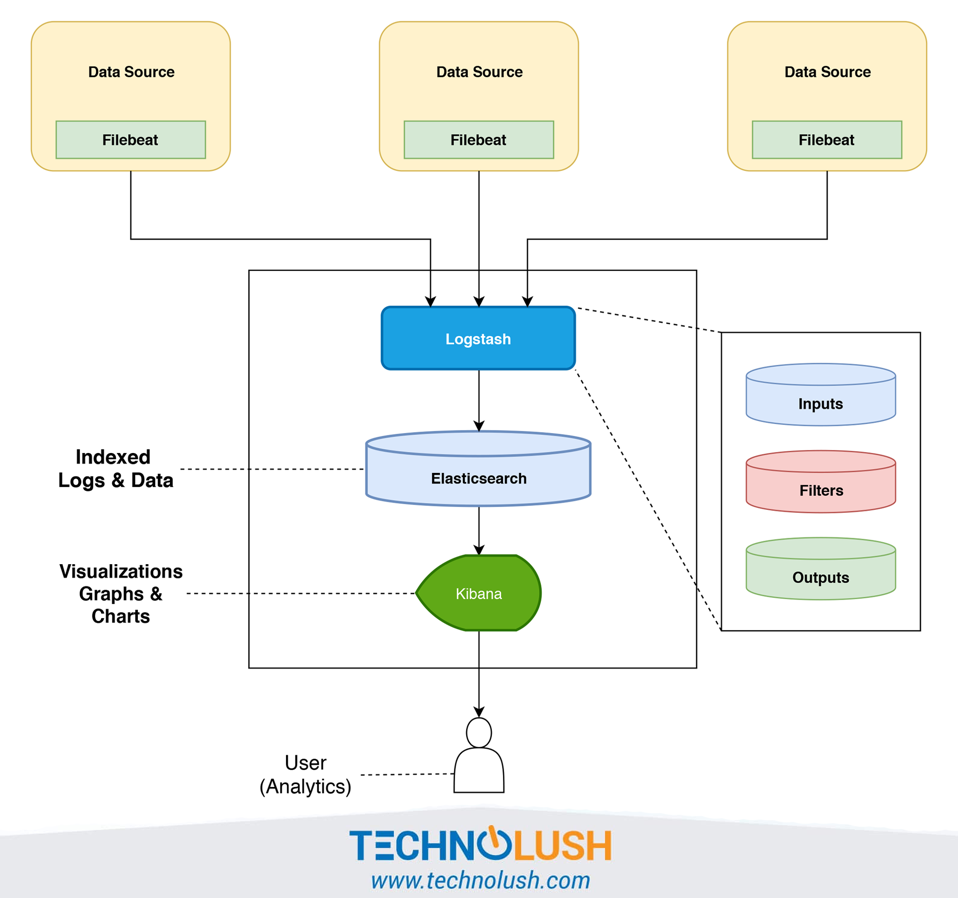 Data Source
Data Source
Data Source
Filebeat
Filebeat
Filebeat
Logstash
Inputs
Indexed
Logs & Data
Elasticsearch
Filters
Visualizations
Graphs &
Charts
Kibana
Outputs
User
(Analytics)
TECHNOLUSH
www.technolush.com